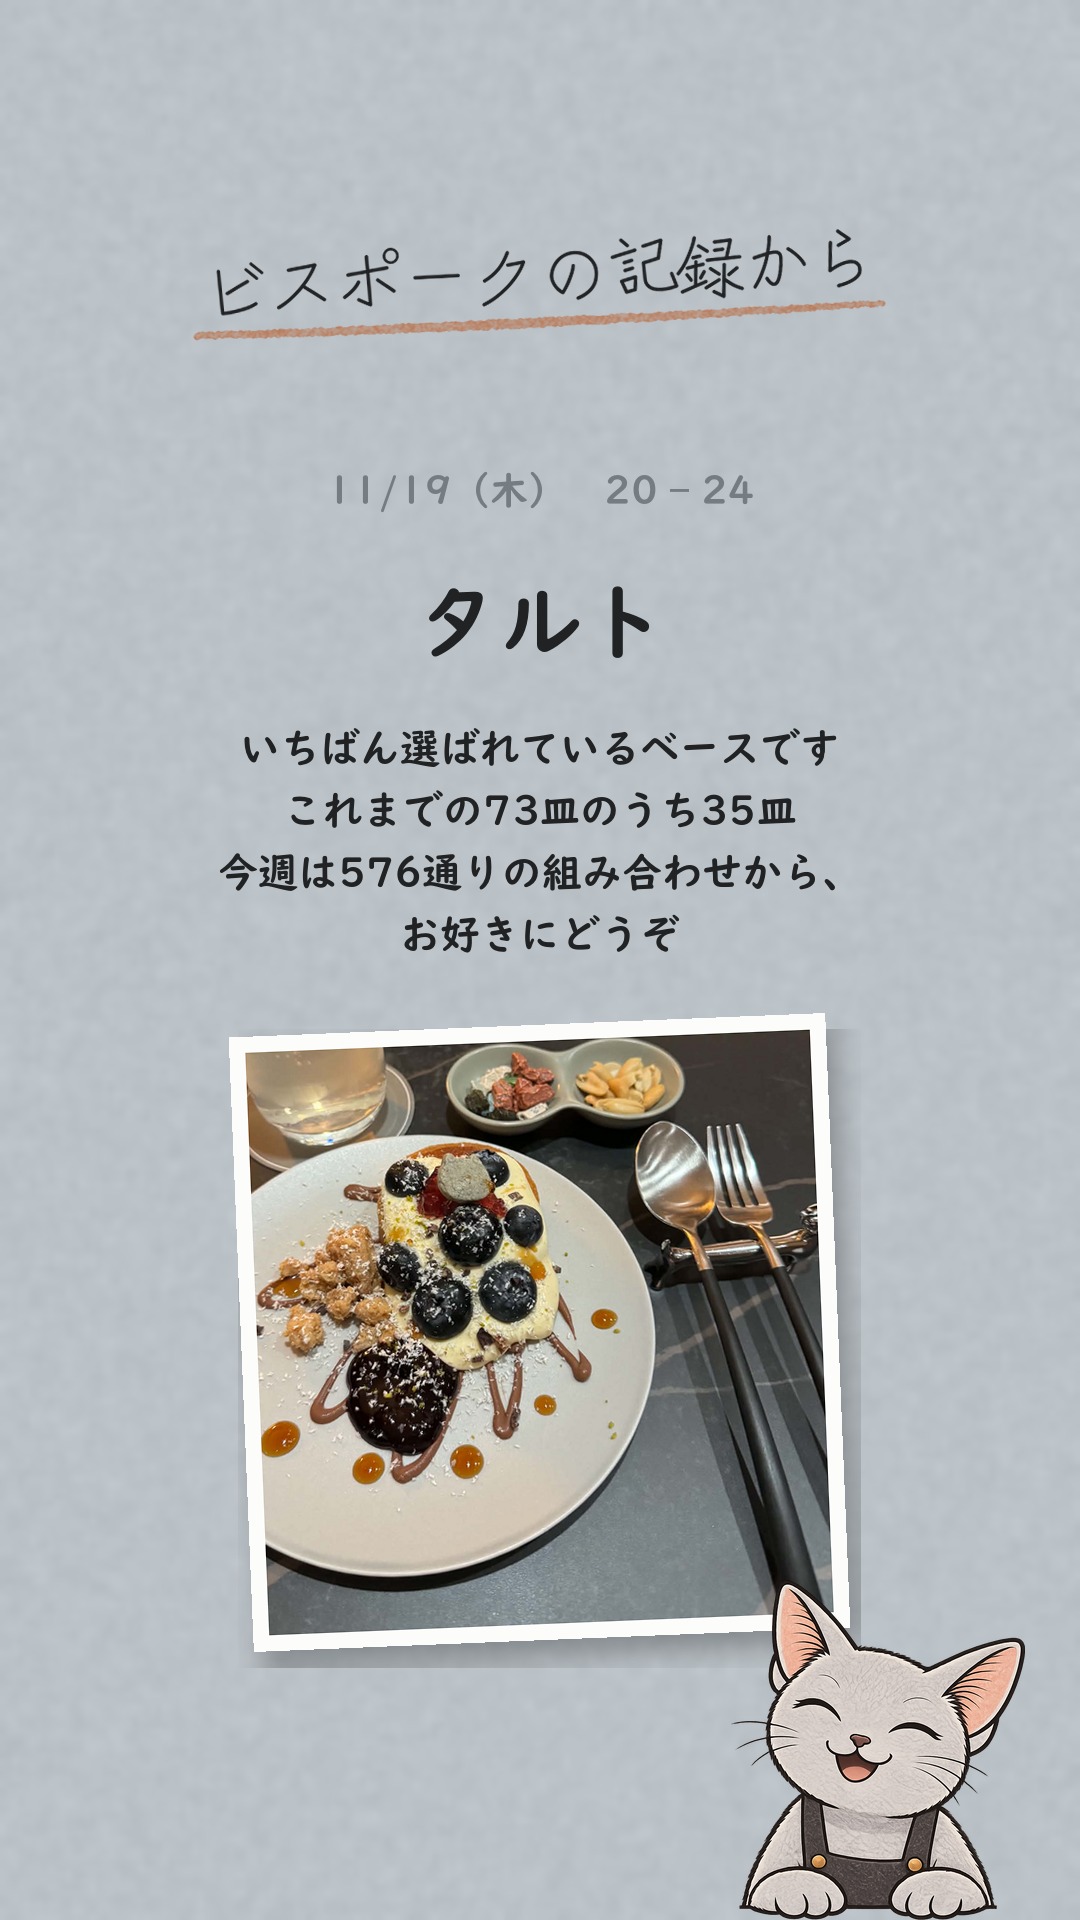 ビスポークの記録から
11/19（木）　20－24
タルト
いちばん選ばれているベースです
これまでの73皿のうち35皿
今週は576通りの組み合わせから、
お好きにどうぞ